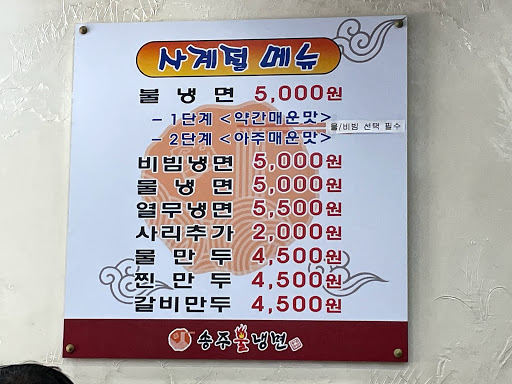 사계절 메뉴
불냉면 5,000원
- 1단계 <약간매운맛>
- 2단계 <아주매운맛>
물/비빔 선택 필수
비빔냉면 5,000원
물냉면 5,000원
열무냉면 5,500원
사리추가 2,000원
물만두 4,500원
찐만두 4,500원
갈비만두 4,500원
송주불냉면